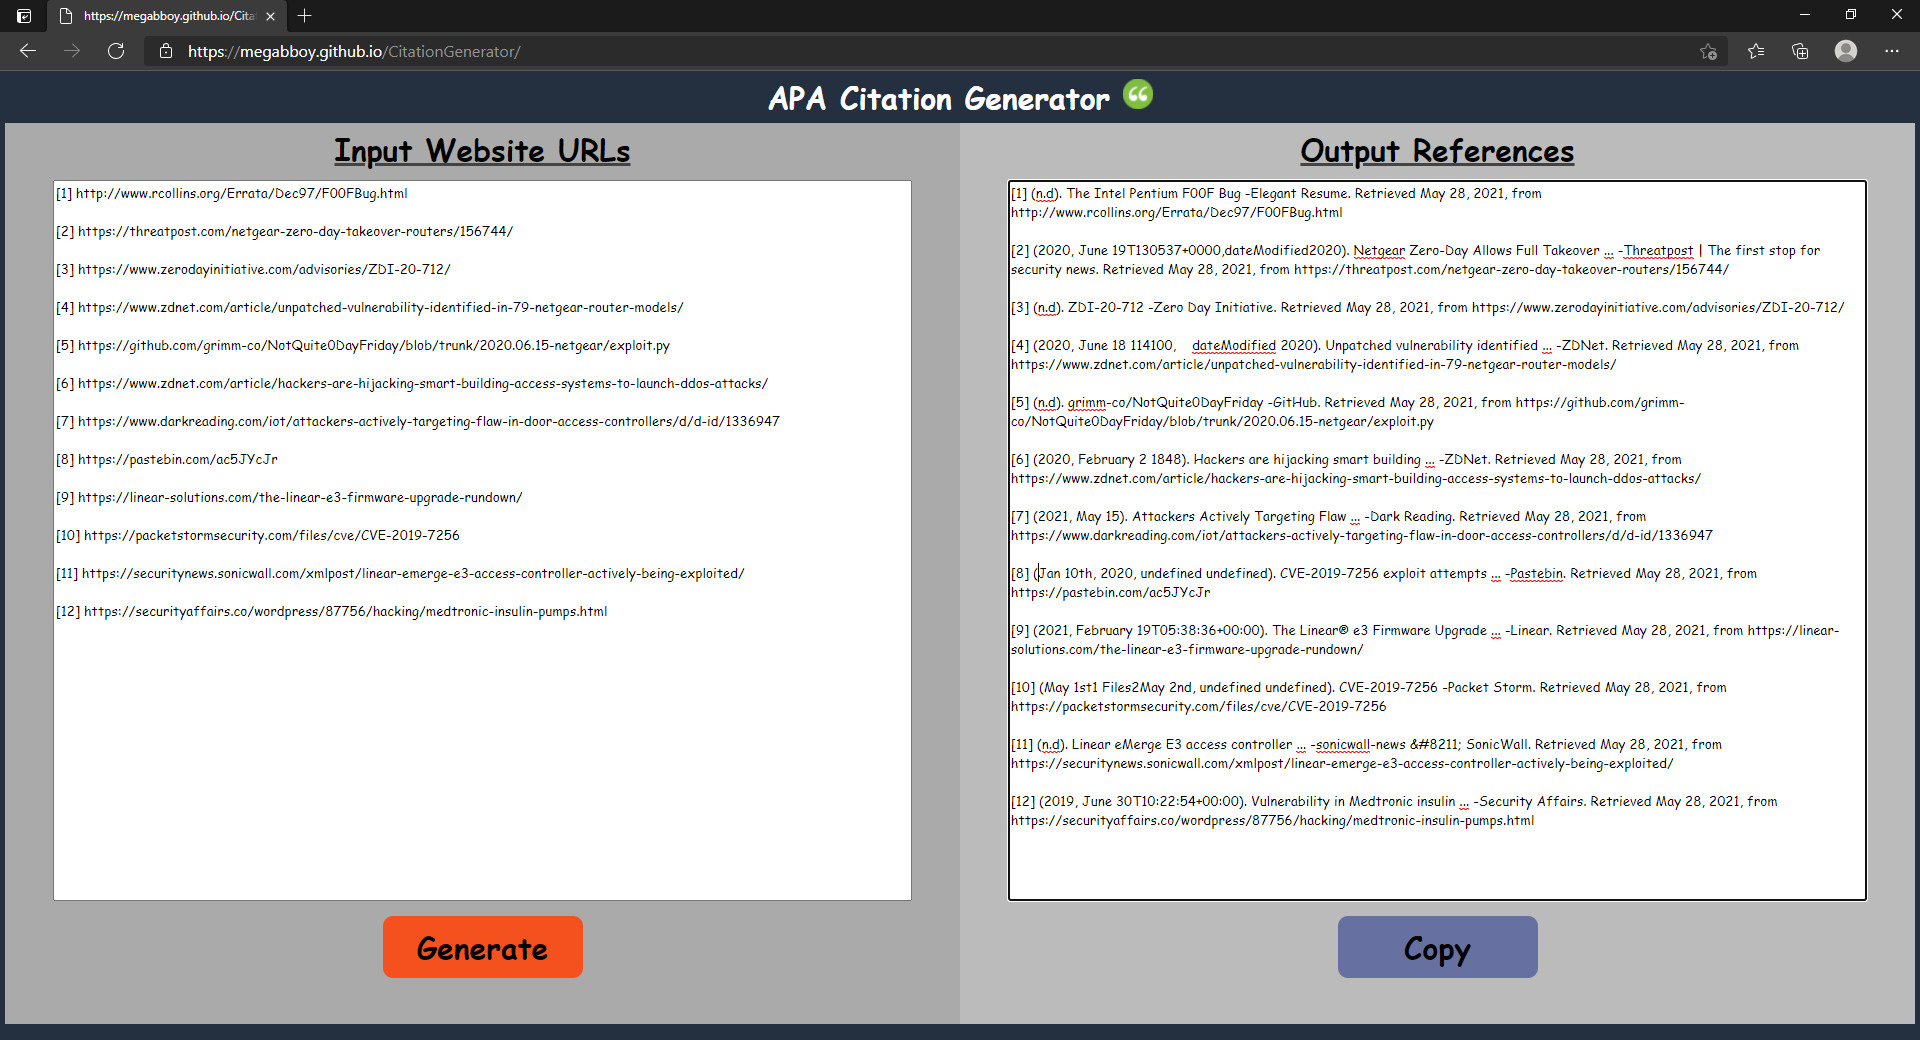 https://megabboy.github.io/Cita
https://megabboy.github.io/CitationGenerator/
APA Citation Generator
Input Website URLs
[1] http://www.rcollins.org/Errata/Dec97/F00FBug.html
[2] https://threatpost.com/netgear-zero-day-takeover-routers/156744/
[3] https://www.zerodayinitiative.com/advisories/ZDI-20-712/
[4] https://www.zdnet.com/article/unpatched-vulnerability-identified-in-79-netgear-router-models/
[5] https://github.com/grimm-co/NotQuite0DayFriday/blob/trunk/2020.06.15-netgear/exploit.py
[6] https://www.zdnet.com/article/hackers-are-hijacking-smart-building-access-systems-to-launch-ddos-attacks/
[7] https://www.darkreading.com/iot/attackers-actively-targeting-flaw-in-door-access-controllers/d/d-id/1336947
[8] https://pastebin.com/ac5JYcJr
[9] https://linear-solutions.com/the-linear-e3-firmware-upgrade-rundown/
[10] https://packetstormsecurity.com/files/cve/CVE-2019-7256
[11] https://securitynews.sonicwall.com/xmlpost/linear-emerge-e3-access-controller-actively-being-exploited/
[12] https://securityaffairs.co/wordpress/87756/hacking/medtronic-insulin-pumps.html
Generate
Output References
[1] (n.d). The Intel Pentium F00F Bug -Elegant Resume. Retrieved May 28, 2021, from
http://www.rcollins.org/Errata/Dec97/F00FBug.html
[2] (2020, June 19T130537+0000,dateModified2020). Netgear Zero-Day Allows Full Takeover ... -Threatpost | The first stop for
security news. Retrieved May 28, 2021, from https://threatpost.com/netgear-zero-day-takeover-routers/156744/
[3] (n.d). ZDI-20-712 -Zero Day Initiative. Retrieved May 28, 2021, from https://www.zerodayinitiative.com/advisories/ZDI-20-712/
[4] (2020, June 18 114100, dateModified 2020). Unpatched vulnerability identified ... -ZDNet. Retrieved May 28, 2021, from
https://www.zdnet.com/article/unpatched-vulnerability-identified-in-79-netgear-router-models/
[5] (n.d). grimm-co/NotQuite0DayFriday -GitHub. Retrieved May 28, 2021, from https://github.com/grimm-
co/NotQuite0DayFriday/blob/trunk/2020.06.15-netgear/exploit.py
[6] (2020, February 2 1848). Hackers are hijacking smart building ... -ZDNet. Retrieved May 28, 2021, from
https://www.zdnet.com/article/hackers-are-hijacking-smart-building-access-systems-to-launch-ddos-attacks/
[7] (2021, May 15). Attackers Actively Targeting Flaw ... -Dark Reading. Retrieved May 28, 2021, from
https://www.darkreading.com/iot/attackers-actively-targeting-flaw-in-door-access-controllers/d/d-id/1336947
[8] (Jan 10th, 2020, undefined undefined). CVE-2019-7256 exploit attempts ... -Pastebin. Retrieved May 28, 2021, from
https://pastebin.com/ac5JYcJr
[9] (2021, February 19T05:38:36+00:00). The Linear® e3 Firmware Upgrade ... -Linear. Retrieved May 28, 2021, from https://linear-
solutions.com/the-linear-e3-firmware-upgrade-rundown/
[10] (May 1st1 Files2May 2nd, undefined undefined). CVE-2019-7256 -Packet Storm. Retrieved May 28, 2021, from
https://packetstormsecurity.com/files/cve/CVE-2019-7256
[11] (n.d). Linear eMerge E3 access controller ... -sonicwall-news &#8211; SonicWall. Retrieved May 28, 2021, from
https://securitynews.sonicwall.com/xmlpost/linear-emerge-e3-access-controller-actively-being-exploited/
[12] (2019, June 30T10:22:54+00:00). Vulnerability in Medtronic insulin ... -Security Affairs. Retrieved May 28, 2021, from
https://securityaffairs.co/wordpress/87756/hacking/medtronic-insulin-pumps.html
Copy